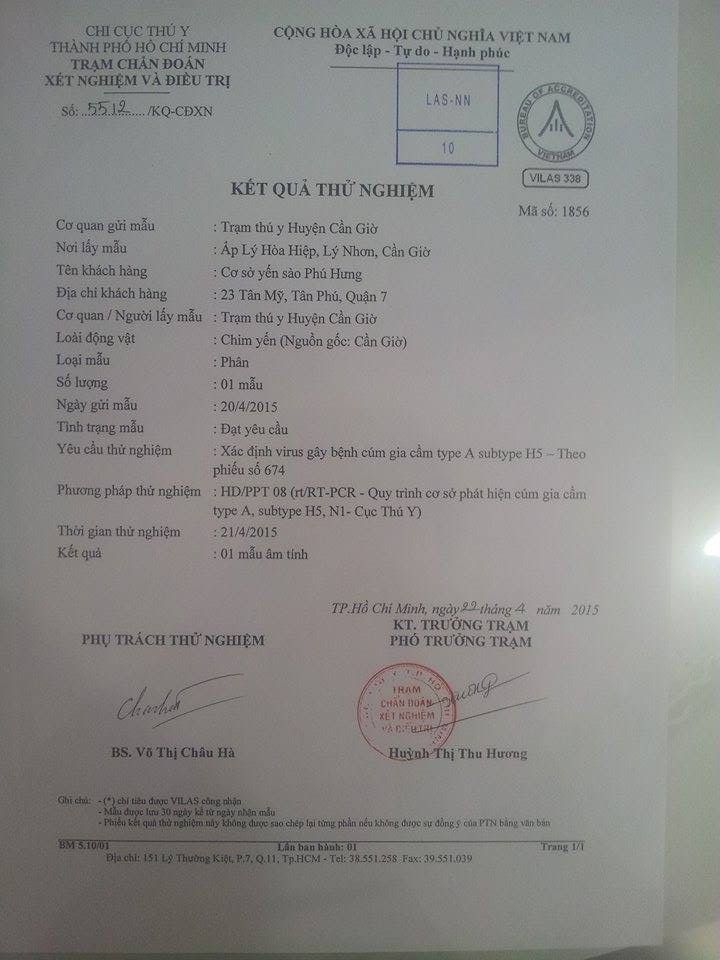 CHI CỤC THÚ Y
THÀNH PHỐ HỒ CHÍ MINH
TRẠM CHẨN ĐOÁN
XÉT NGHIỆM VÀ ĐIỀU TRỊ
Số: ..5512...../KQ-CĐXN
CỘNG HÒA XÃ HỘI CHỦ NGHĨA VIỆT NAM
Độc lập - Tự do - Hạnh phúc
LAS-NN
10
BUREAU OF ACCREDITATION
VIETNAM
VILAS 338
KẾT QUẢ THỬ NGHIỆM
Mã số: 1856
Cơ quan gửi mẫu : Trạm thú y Huyện Cần Giờ
Nơi lấy mẫu : Ấp Lý Hòa Hiệp, Lý Nhơn, Cần Giờ
Tên khách hàng : Cơ sở yến sào Phú Hưng
Địa chỉ khách hàng : 23 Tân Mỹ, Tân Phú, Quận 7
Cơ quan / Người lấy mẫu : Trạm thú y Huyện Cần Giờ
Loài động vật : Chim yến (Nguồn gốc: Cần Giờ)
Loại mẫu : Phân
Số lượng : 01 mẫu
Ngày gửi mẫu : 20/4/2015
Tình trạng mẫu : Đạt yêu cầu
Yêu cầu thử nghiệm : Xác định virus gây bệnh cúm gia cầm type A subtype H5 – Theo
phiếu số 674
Phương pháp thử nghiệm : HD/PPT 08 (rt/RT-PCR - Quy trình cơ sở phát hiện cúm gia cầm
type A, subtype H5, N1- Cục Thú Y)
Thời gian thử nghiệm : 21/4/2015
Kết quả : 01 mẫu âm tính
TP.Hồ Chí Minh, ngày 22 tháng 4 năm 2015
KT. TRƯỞNG TRẠM
PHỤ TRÁCH THỬ NGHIỆM
PHÓ TRƯỞNG TRẠM
TRẠM
CHẨN ĐOÁN
XÉT NGHIỆM
VÀ ĐIỀU TRỊ
BS. Võ Thị Châu Hà
Huỳnh Thị Thu Hương
Ghi chú: - (*) chỉ tiêu được VILAS công nhận
- Mẫu được lưu 30 ngày kể từ ngày nhận mẫu
- Phiếu kết quả thử nghiệm này không được sao chép lại từng phần nếu không được sự đồng ý của PTN bằng văn bản
BM 5.10/01 Lần ban hành: 01 Trang 1/1
Địa chỉ: 151 Lý Thường Kiệt, P.7, Q.11, Tp.HCM - Tel: 38.551.258 Fax: 39.551.039